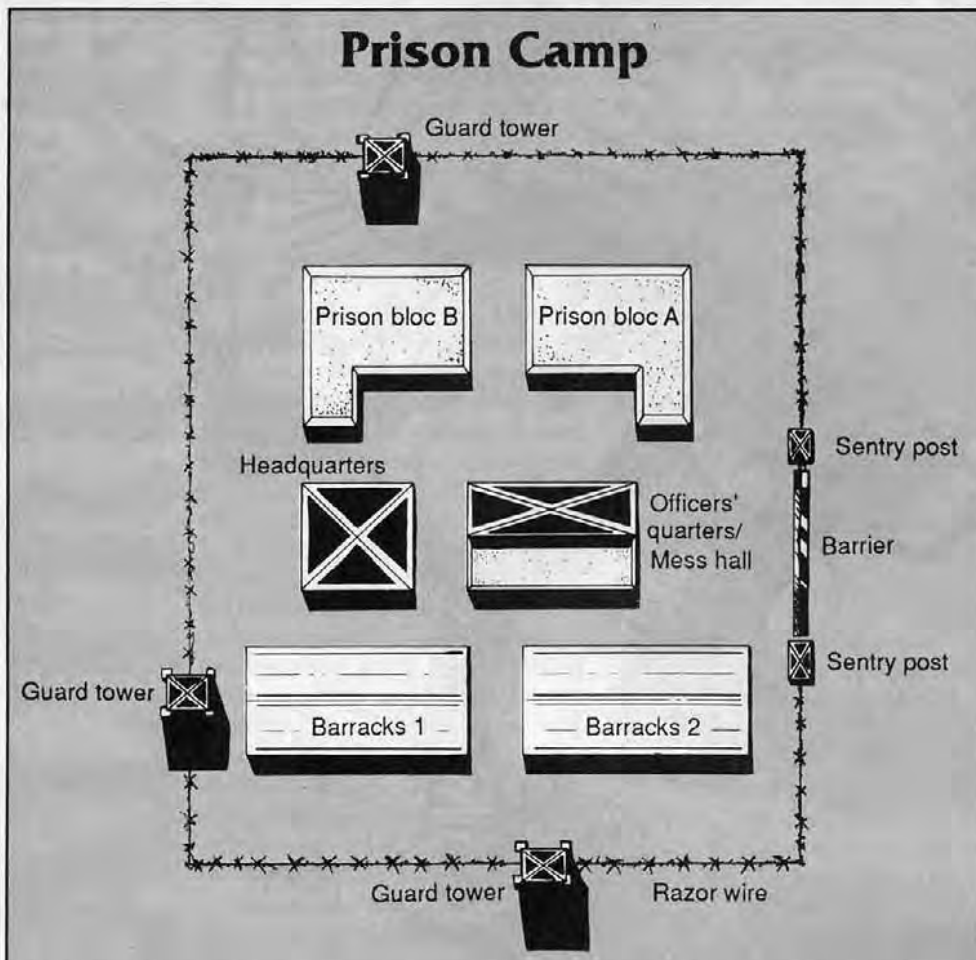 Prison Camp
Guard tower
Prison bloc B
Prison bloc A
Sentry post
Headquarters
Officers'
quarters/
Mess hall
Barrier
Sentry post
Guard tower
Barracks 1
Barracks 2
Guard tower
Razor wire